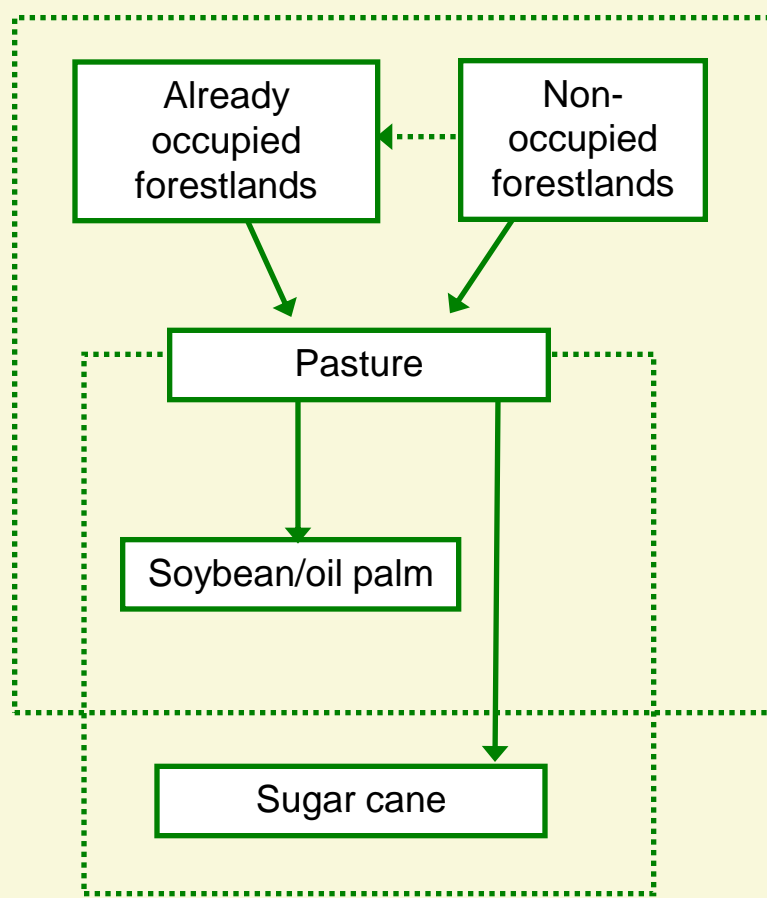 Already
occupied
forestlands
Non-
occupied
forestlands
Pasture
Soybean/oil palm
Sugar cane